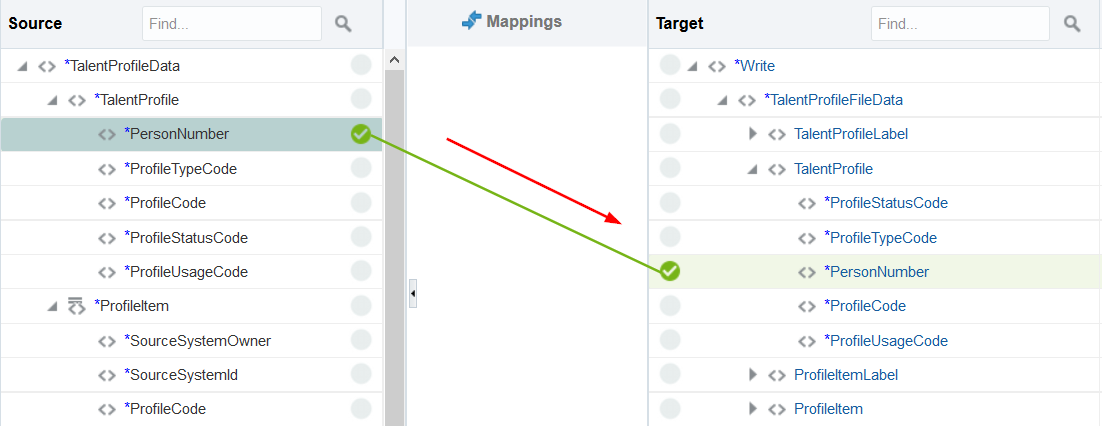 Source Find... Mappings Target Find...
*TalentProfileData *Write
*TalentProfile *TalentProfileFileData
*PersonNumber TalentProfileLabel
*ProfileTypeCode TalentProfile
*ProfileCode *ProfileStatusCode
*ProfileStatusCode *ProfileTypeCode
*ProfileUsageCode *PersonNumber
*ProfileItem *ProfileCode
*SourceSystemOwner *ProfileUsageCode
*SourceSystemId ProfileItemLabel
*ProfileCode ProfileItem